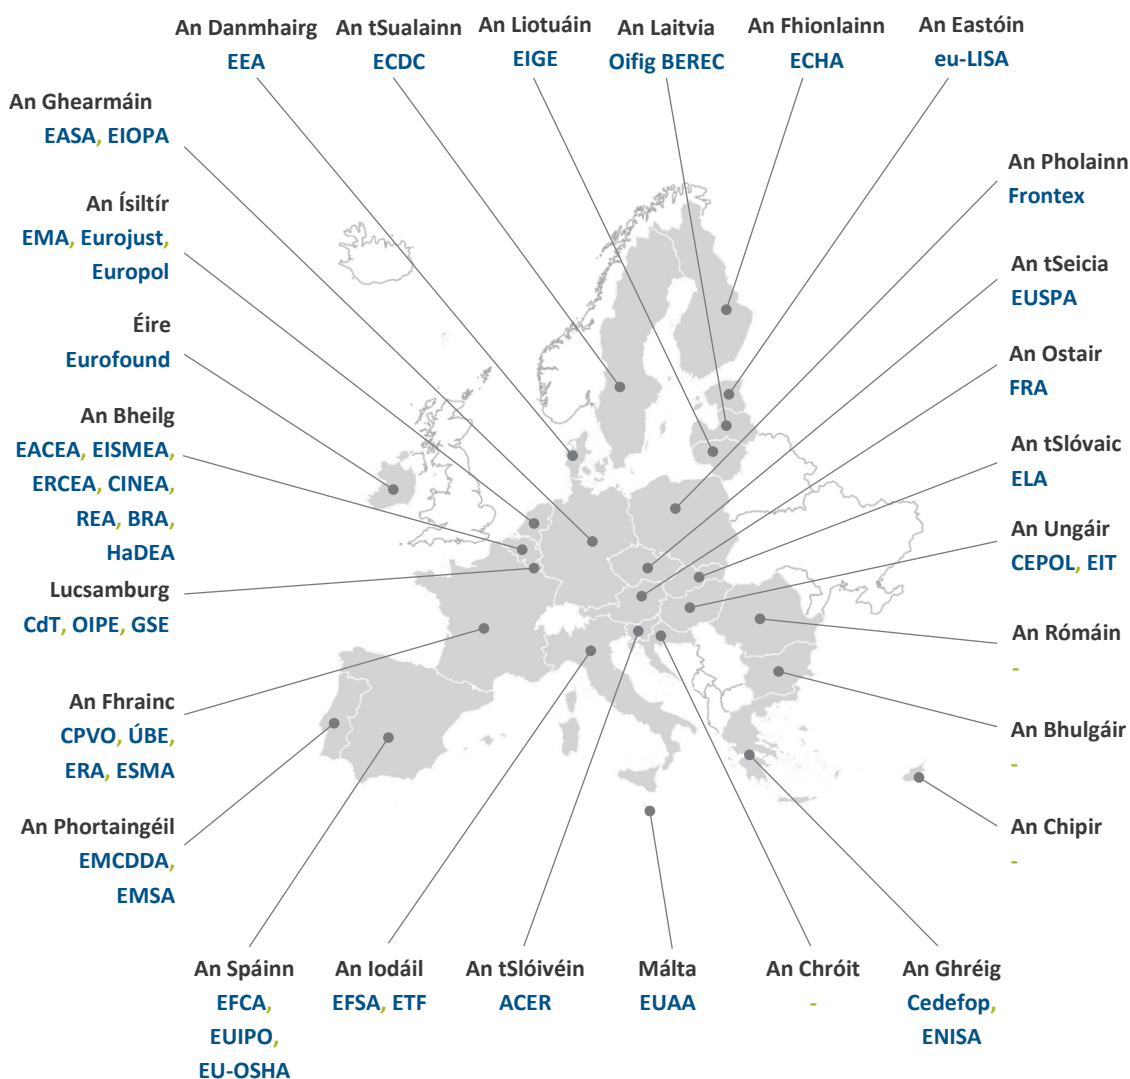 An Danmhairg
EEA
An tSualainn
ECDC
An Liotuáin
EIGE
An Laitvia
Oifig BEREC
An Fhionlainn
ECHA
An Eastóin
eu-LISA
An Ghearmáin
EASA, EIOPA
An Ísiltír
EMA, Eurojust,
Europol
Éire
Eurofound
An Bheilg
EACEA, EISMEA,
ERCEA, CINEA,
REA, BRA,
HaDEA
Lucsamburg
CdT, OIPE, GSE
An Fhrainc
CPVO, ÚBE,
ERA, ESMA
An Phortaingéil
EMCDDA,
EMSA
An Pholainn
Frontex
An tSeicia
EUSPA
An Ostair
FRA
An tSlóvaic
ELA
An Ungáir
CEPOL, EIT
An Rómáin
-
An Bhulgáir
-
An Chipir
-
An Spáinn
EFCA,
EUIPO,
EU-OSHA
An Iodáil
EFSA, ETF
An tSlóivéin
ACER
Málta
EUAA
An Chróit
-
An Ghréig
Cedefop,
ENISA